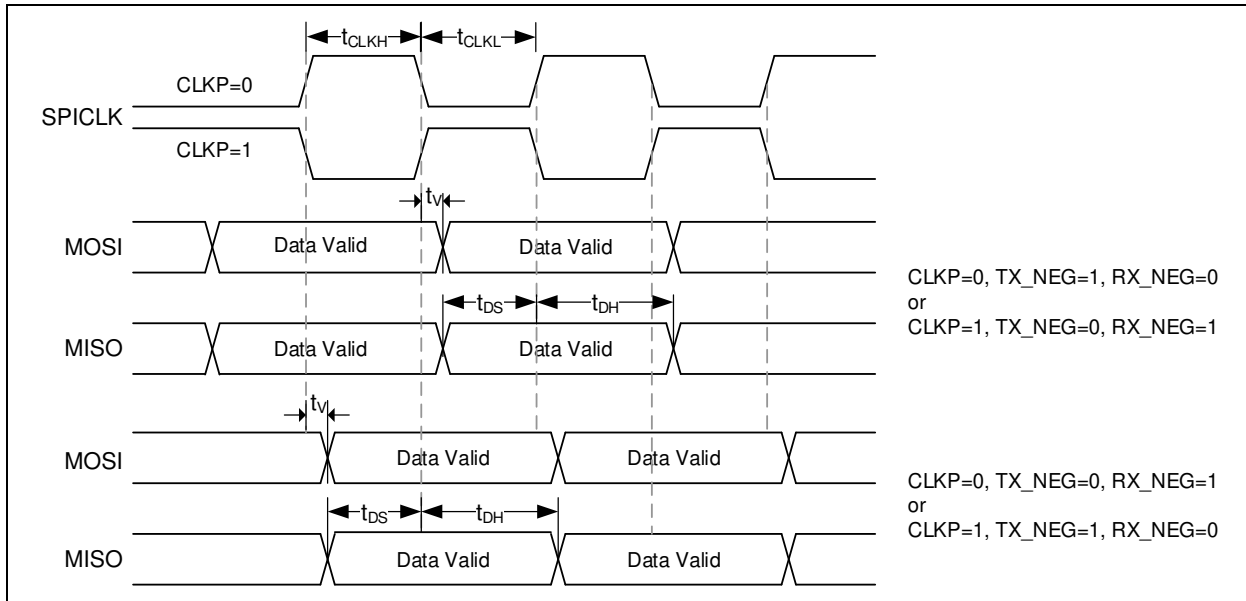 tCLKH tCLKL
CLKP=0
SPICLK
CLKP=1
tV
MOSI Data Valid Data Valid
CLKP=0, TX_NEG=1, RX_NEG=0
or
CLKP=1, TX_NEG=0, RX_NEG=1
tDS tDH
MISO Data Valid Data Valid
tV
MOSI Data Valid Data Valid
CLKP=0, TX_NEG=0, RX_NEG=1
or
CLKP=1, TX_NEG=1, RX_NEG=0
tDS tDH
MISO Data Valid Data Valid